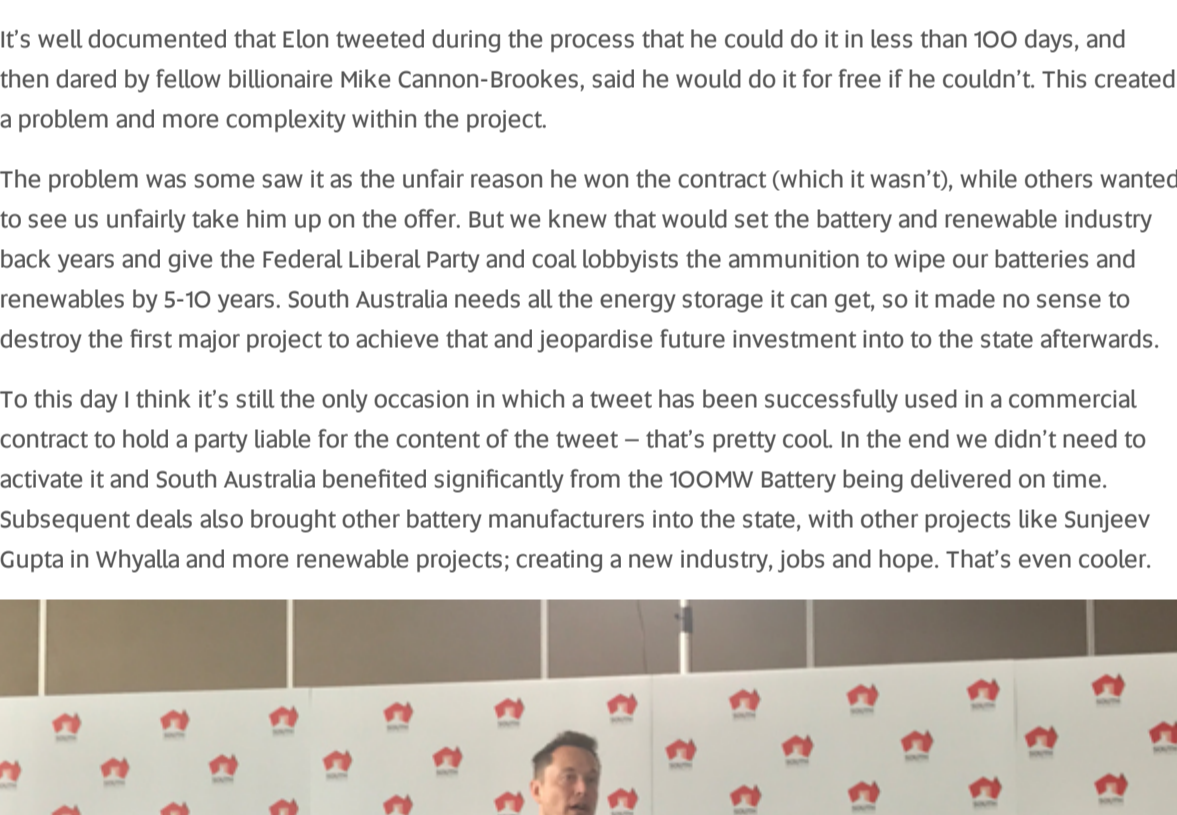 It’s well documented that Elon tweeted during the process that he could do it in less than 100 days, and
then dared by fellow billionaire Mike Cannon-Brookes, said he would do it for free if he couldn’t. This created
a problem and more complexity within the project.
The problem was some saw it as the unfair reason he won the contract (which it wasn’t), while others wanted
to see us unfairly take him up on the offer. But we knew that would set the battery and renewable industry
back years and give the Federal Liberal Party and coal lobbyists the ammunition to wipe our batteries and
renewables by 5-10 years. South Australia needs all the energy storage it can get, so it made no sense to
destroy the first major project to achieve that and jeopardise future investment into to the state afterwards.
To this day I think it’s still the only occasion in which a tweet has been successfully used in a commercial
contract to hold a party liable for the content of the tweet – that’s pretty cool. In the end we didn’t need to
activate it and South Australia benefited significantly from the 100MW Battery being delivered on time.
Subsequent deals also brought other battery manufacturers into the state, with other projects like Sunjeev
Gupta in Whyalla and more renewable projects; creating a new industry, jobs and hope. That’s even cooler.